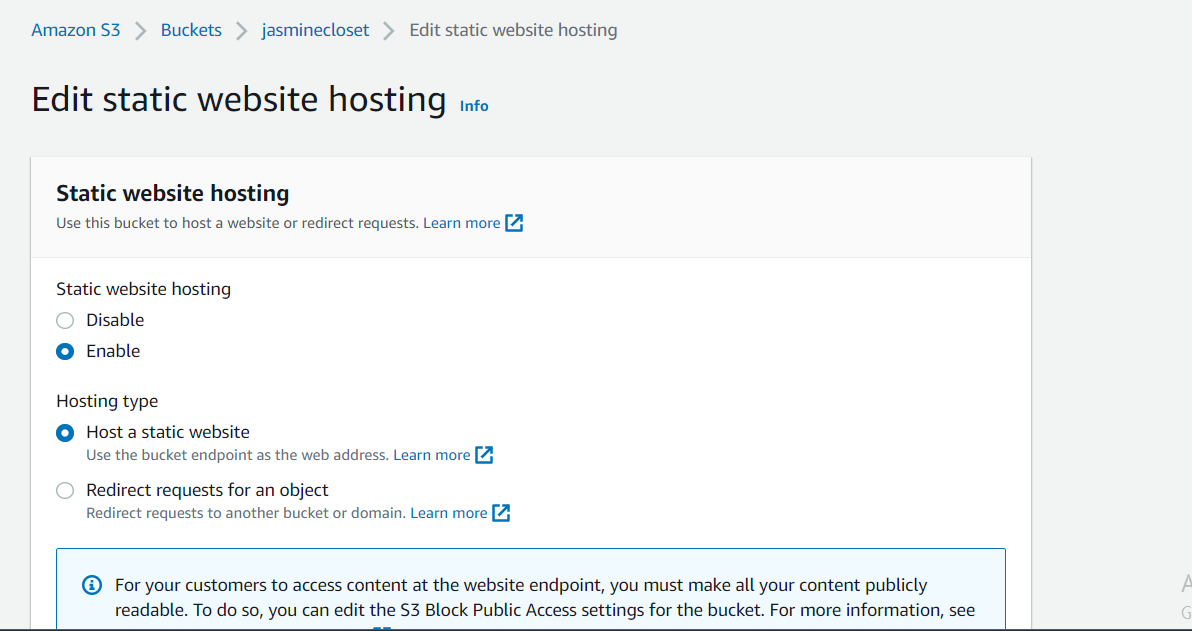 Amazon S3 > Buckets > jasminecloset > Edit static website hosting
Edit static website hosting Info
Static website hosting
Use this bucket to host a website or redirect requests. Learn more
Static website hosting
Disable
Enable
Hosting type
Host a static website
Use the bucket endpoint as the web address. Learn more
Redirect requests for an object
Redirect requests to another bucket or domain. Learn more
For your customers to access content at the website endpoint, you must make all your content publicly
readable. To do so, you can edit the S3 Block Public Access settings for the bucket. For more information, see